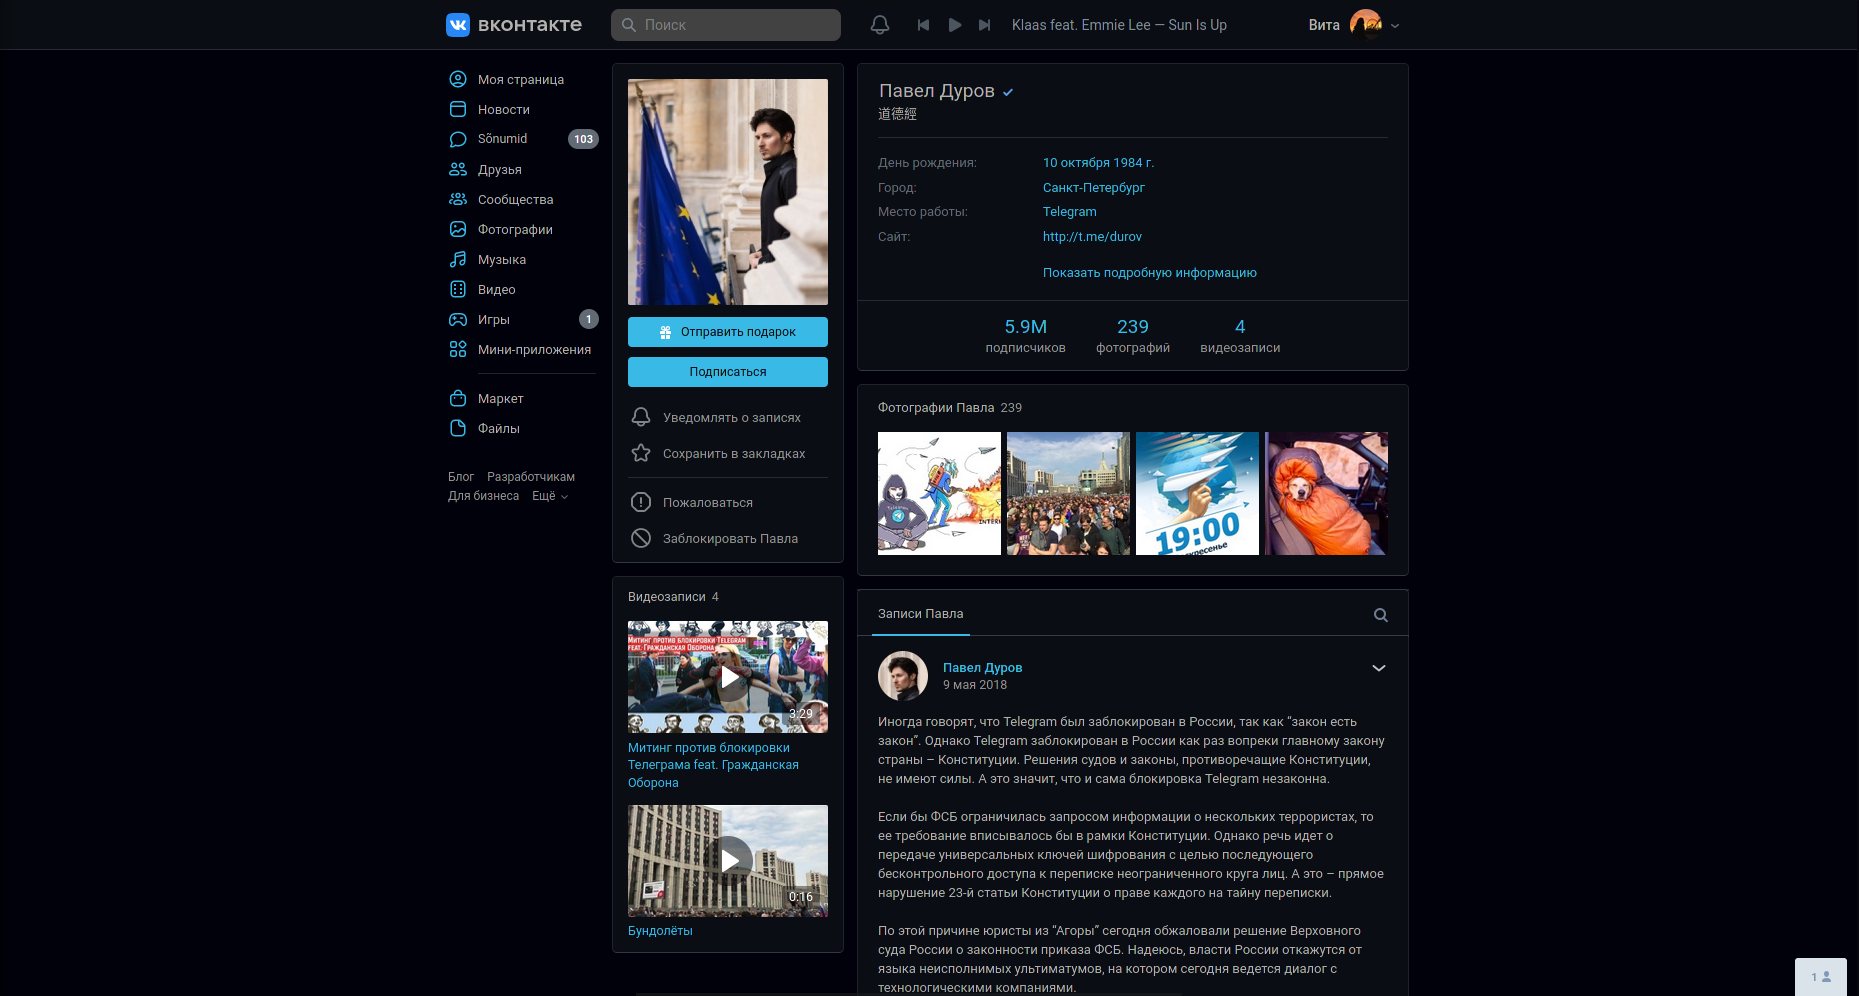 вконтакте
Поиск
Klaas feat. Emmie Lee — Sun Is Up
Вита
Моя страница
Новости
Sõnumid 103
Друзья
Сообщества
Фотографии
Музыка
Видео
Игры 1
Мини-приложения
Маркет
Файлы
Блог Разработчикам
Для бизнеса Ещё
Отправить подарок
Подписаться
Уведомлять о записях
Сохранить в закладках
Пожаловаться
Заблокировать Павла
Видеозаписи 4
Митинг против блокировки Telegram
feat. Гражданская Оборона
3:29
Митинг против блокировки
Телеграма feat. Гражданская
Оборона
0:16
Бундолёты
Павел Дуров
道德經
День рождения: 10 октября 1984 г.
Город: Санкт-Петербург
Место работы: Telegram
Сайт: http://t.me/durov
Показать подробную информацию
5.9M 239 4
подписчиков фотографий видеозаписи
Фотографии Павла 239
19:00
Записи Павла
Павел Дуров
9 мая 2018
Иногда говорят, что Telegram был заблокирован в России, так как “закон есть
закон”. Однако Telegram заблокирован в России как раз вопреки главному закону
страны – Конституции. Решения судов и законы, противоречащие Конституции,
не имеют силы. А это значит, что и сама блокировка Telegram незаконна.
Если бы ФСБ ограничилась запросом информации о нескольких террористах, то
ее требование вписывалось бы в рамки Конституции. Однако речь идет о
передаче универсальных ключей шифрования с целью последующего
бесконтрольного доступа к переписке неограниченного круга лиц. А это – прямое
нарушение 23-й статьи Конституции о праве каждого на тайну переписки.
По этой причине юристы из “Агоры” сегодня обжаловали решение Верховного
суда России о законности приказа ФСБ. Надеюсь, власти России откажутся от
языка неисполнимых ультиматумов, на котором сегодня ведется диалог с
технологическими компаниями.
1